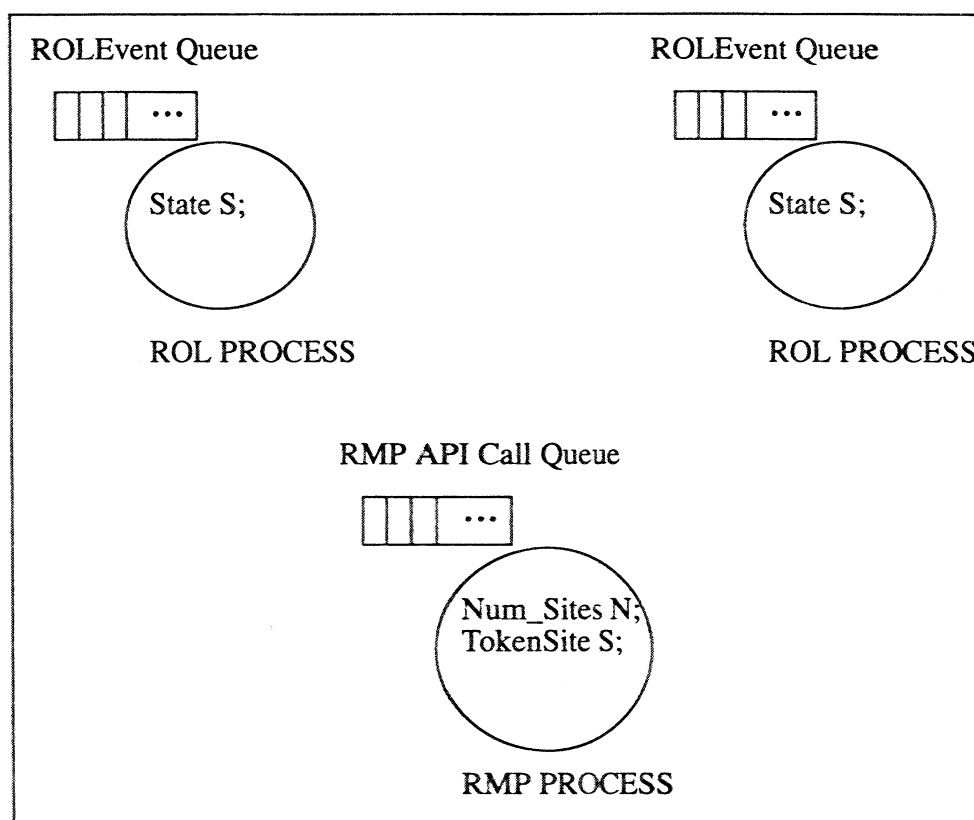 ROLEvent Queue
ROLEvent Queue
...
...
State S;
State S;
ROL PROCESS
ROL PROCESS
RMP API Call Queue
...
Num_Sites N;
TokenSite S;
RMP PROCESS